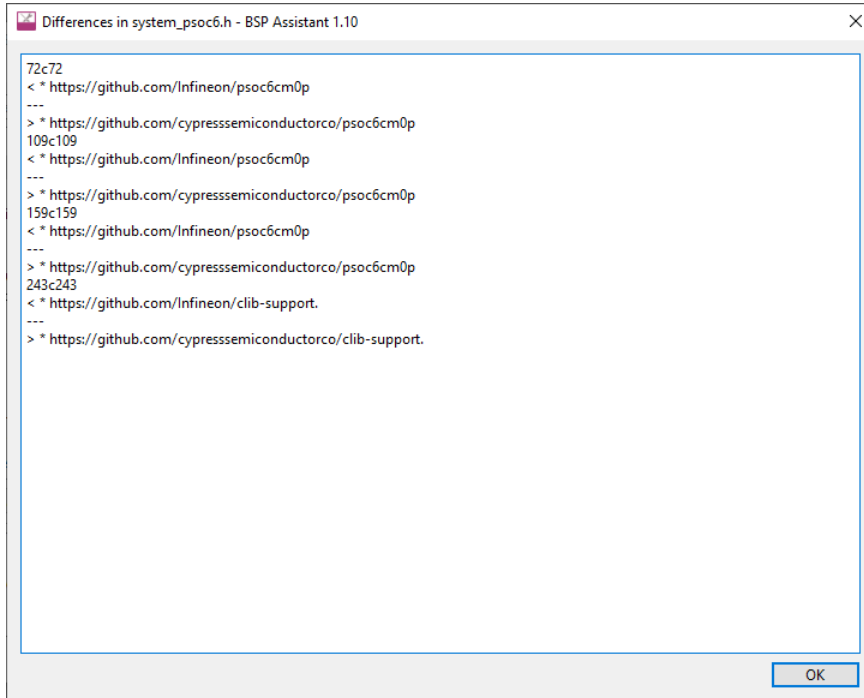 Differences in system_psoc6.h - BSP Assistant 1.10
72c72
< * https://github.com/Infineon/psoc6cm0p
---
> * https://github.com/cypresssemiconductorco/psoc6cm0p
109c109
< * https://github.com/Infineon/psoc6cm0p
---
> * https://github.com/cypresssemiconductorco/psoc6cm0p
159c159
< * https://github.com/Infineon/psoc6cm0p
---
> * https://github.com/cypresssemiconductorco/psoc6cm0p
243c243
< * https://github.com/Infineon/clib-support.
---
> * https://github.com/cypresssemiconductorco/clib-support.
OK